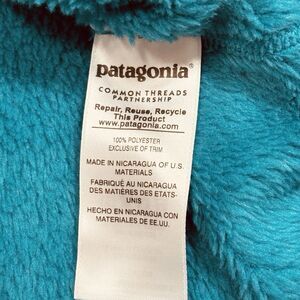 patagonia®
COMMON THREADS
PARTNERSHIP
Repair, Reuse, Recycle
This Product
www.patagonia.com
100% POLYESTER
EXCLUSIVE OF TRIM
MADE IN NICARAGUA OF U.S.
MATERIALS
FABRIQUÉ AU NICARAGUA
DES MATIÈRES DES ETATS-
UNIS
HECHO EN NICARAGUA CON
MATERIALES DE EE.UU.